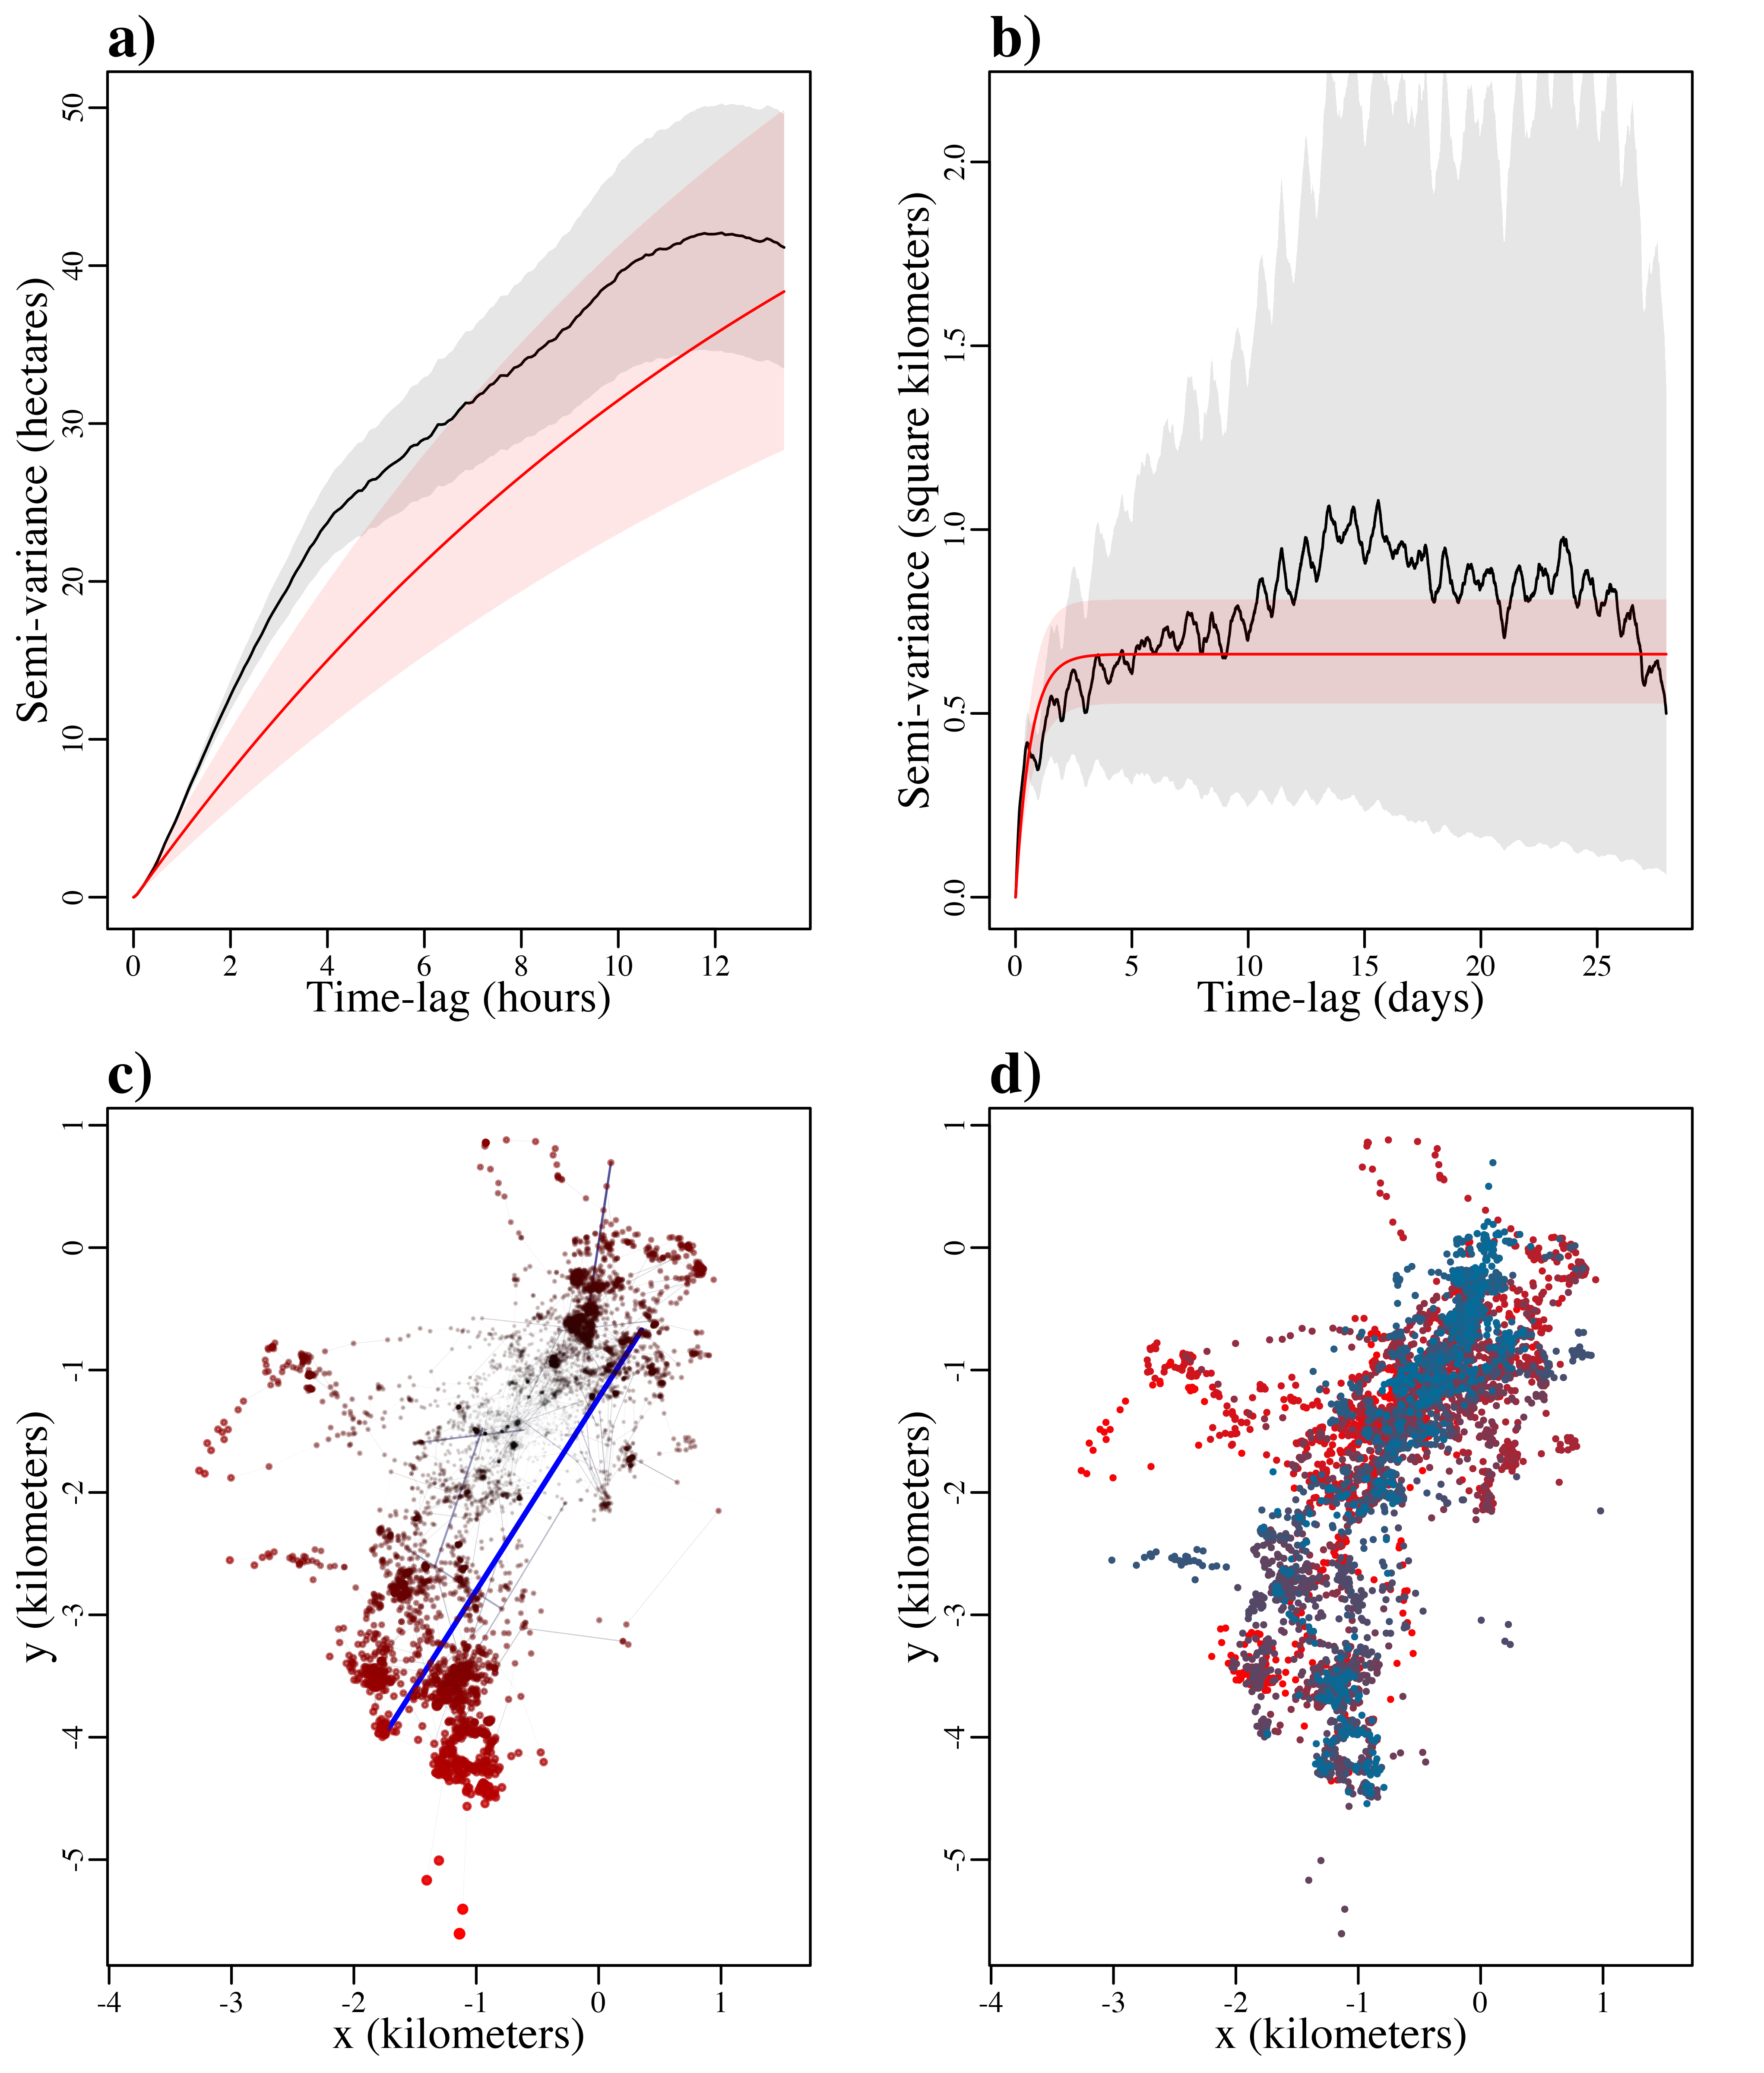 a)
Semi-variance (hectares)
50
40
30
20
10
0
0 2 4 6 8 10 12
Time-lag (hours)
b)
Semi-variance (square kilometers)
2.0
1.5
1.0
0.5
0.0
0 5 10 15 20 25
Time-lag (days)
c)
y (kilometers)
1
0
-1
-2
-3
-4
-5
-4 -3 -2 -1 0 1
x (kilometers)
d)
y (kilometers)
1
0
-1
-2
-3
-4
-5
-4 -3 -2 -1 0 1
x (kilometers)